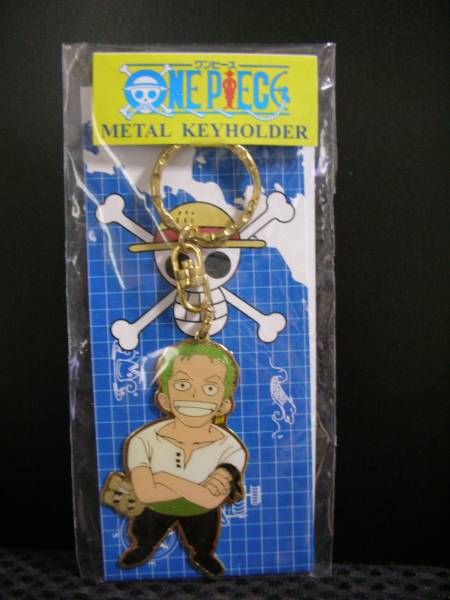 ワンピース
ONE PIECE
METAL KEYHOLDER